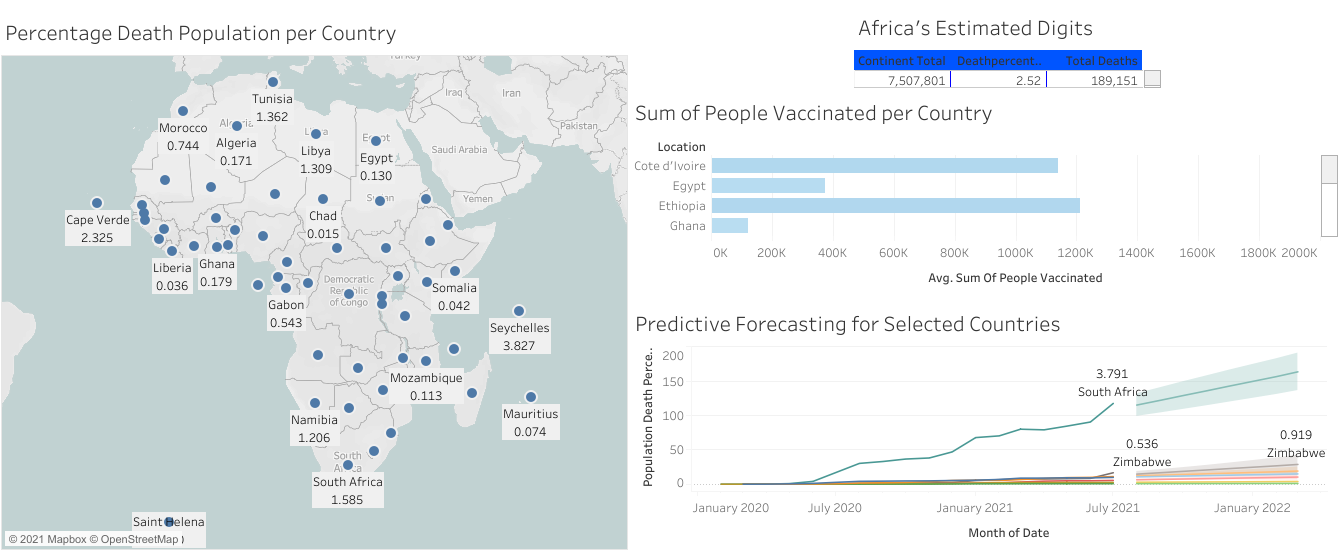 Percentage Death Population per Country
Turkey
Iraq
Iran
Pakistan
Saudi Arabia
Yemen
Tunisia
1.362
Morocco
0.744
Algeria
Algeria
0.171
Libya
Libya
1.309
Egypt
Egypt
0.130
Sudan
Cape Verde
2.325
Chad
0.015
Liberia
0.036
Ghana
0.179
Democratic
Republic
of Congo
Gabon
0.543
Somalia
0.042
Seychelles
3.827
Mozambique
0.113
Mauritius
0.074
Namibia
1.206
South
Africa
South Africa
1.585
Saint Helena
© 2021 Mapbox © OpenStreetMap
Africa's Estimated Digits
Continent Total Deathpercent.. Total Deaths
7,507,801 2.52 189,151
Sum of People Vaccinated per Country
Location
Cote d'Ivoire
Egypt
Ethiopia
Ghana
0K 200K 400K 600K 800K 1000K 1200K 1400K 1600K 1800K 2000K
Avg. Sum Of People Vaccinated
Predictive Forecasting for Selected Countries
Population Death Perce..
200
150
100
50
0
3.791
South Africa
0.536
Zimbabwe
0.919
Zimbabwe
January 2020 July 2020 January 2021 July 2021 January 2022
Month of Date